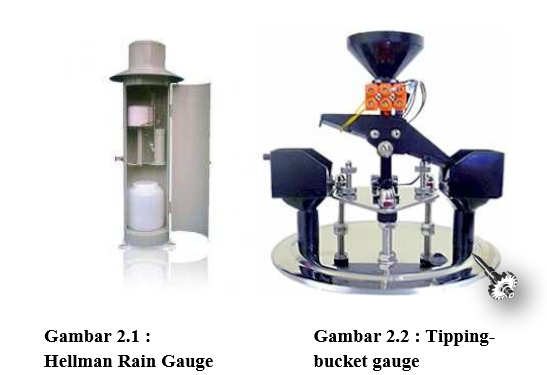 Gambar 2.1 :
Hellman Rain Gauge
Gambar 2.2 : Tipping-
bucket gauge